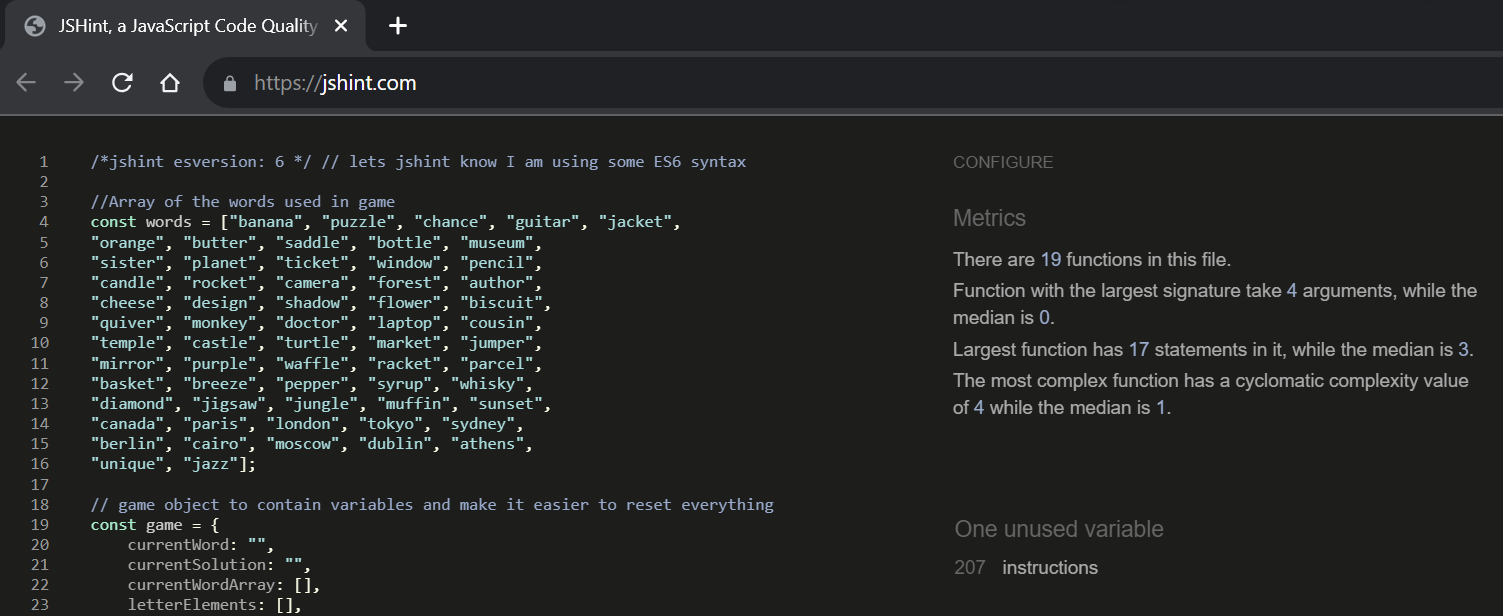 JSHint, a JavaScript Code Quality
https://jshint.com
1 /*jshint esversion: 6 */ // lets jshint know I am using some ES6 syntax
2
3 //Array of the words used in game
4 const words = ["banana", "puzzle", "chance", "guitar", "jacket",
5 "orange", "butter", "saddle", "bottle", "museum",
6 "sister", "planet", "ticket", "window", "pencil",
7 "candle", "rocket", "camera", "forest", "author",
8 "cheese", "design", "shadow", "flower", "biscuit",
9 "quiver", "monkey", "doctor", "laptop", "cousin",
10 "temple", "castle", "turtle", "market", "jumper",
11 "mirror", "purple", "waffle", "racket", "parcel",
12 "basket", "breeze", "pepper", "syrup", "whisky",
13 "diamond", "jigsaw", "jungle", "muffin", "sunset",
14 "canada", "paris", "london", "tokyo", "sydney",
15 "berlin", "cairo", "moscow", "dublin", "athens",
16 "unique", "jazz"];
17
18 // game object to contain variables and make it easier to reset everything
19 const game = {
20 currentWord: "",
21 currentSolution: "",
22 currentWordArray: [],
23 letterElements: [],
CONFIGURE
Metrics
There are 19 functions in this file.
Function with the largest signature take 4 arguments, while the
median is 0.
Largest function has 17 statements in it, while the median is 3.
The most complex function has a cyclomatic complexity value
of 4 while the median is 1.
One unused variable
207 instructions